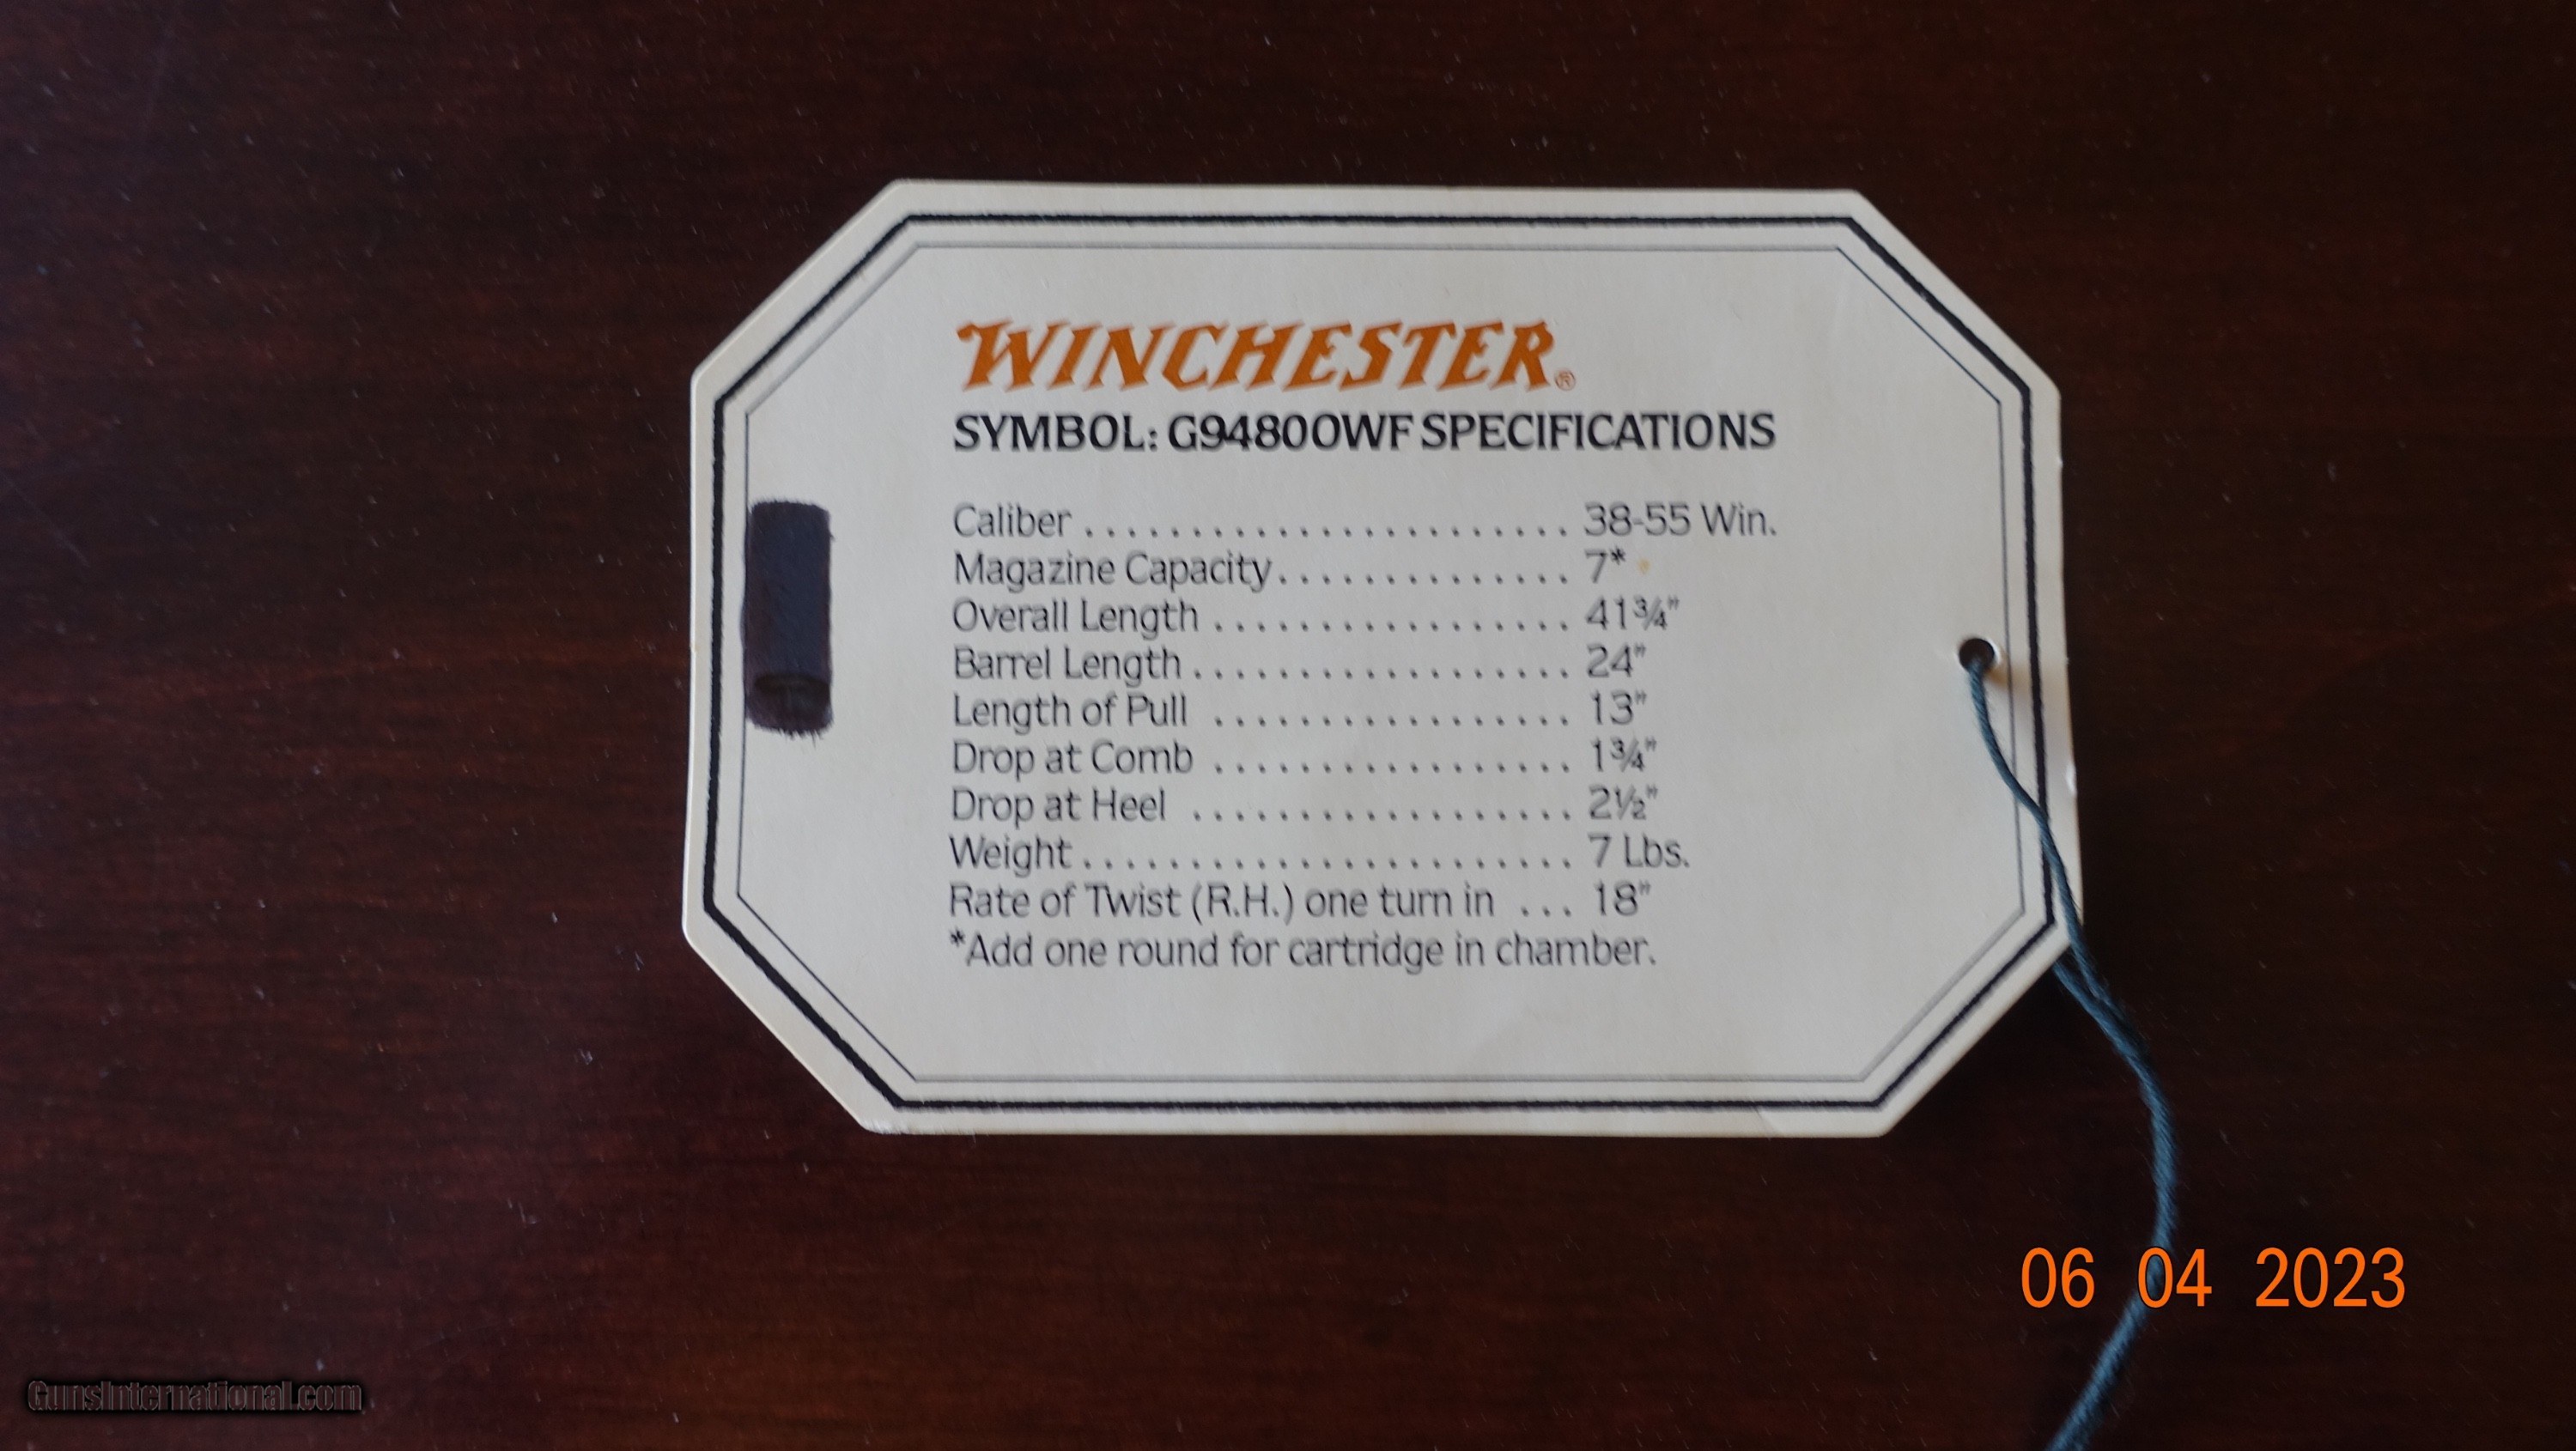 WINCHESTER®
SYMBOL: G94800WF SPECIFICATIONS
Caliber ....................... 38-55 Win.
Magazine Capacity.............. 7*
Overall Length ................. 41¾"
Barrel Length.................. 24"
Length of Pull ................. 13"
Drop at Comb ................. 1¾"
Drop at Heel .................. 2½"
Weight....................... 7 Lbs.
Rate of Twist (R.H.) one turn in ... 18"
*Add one round for cartridge in chamber.
06 04 2023
GunsInternational.com